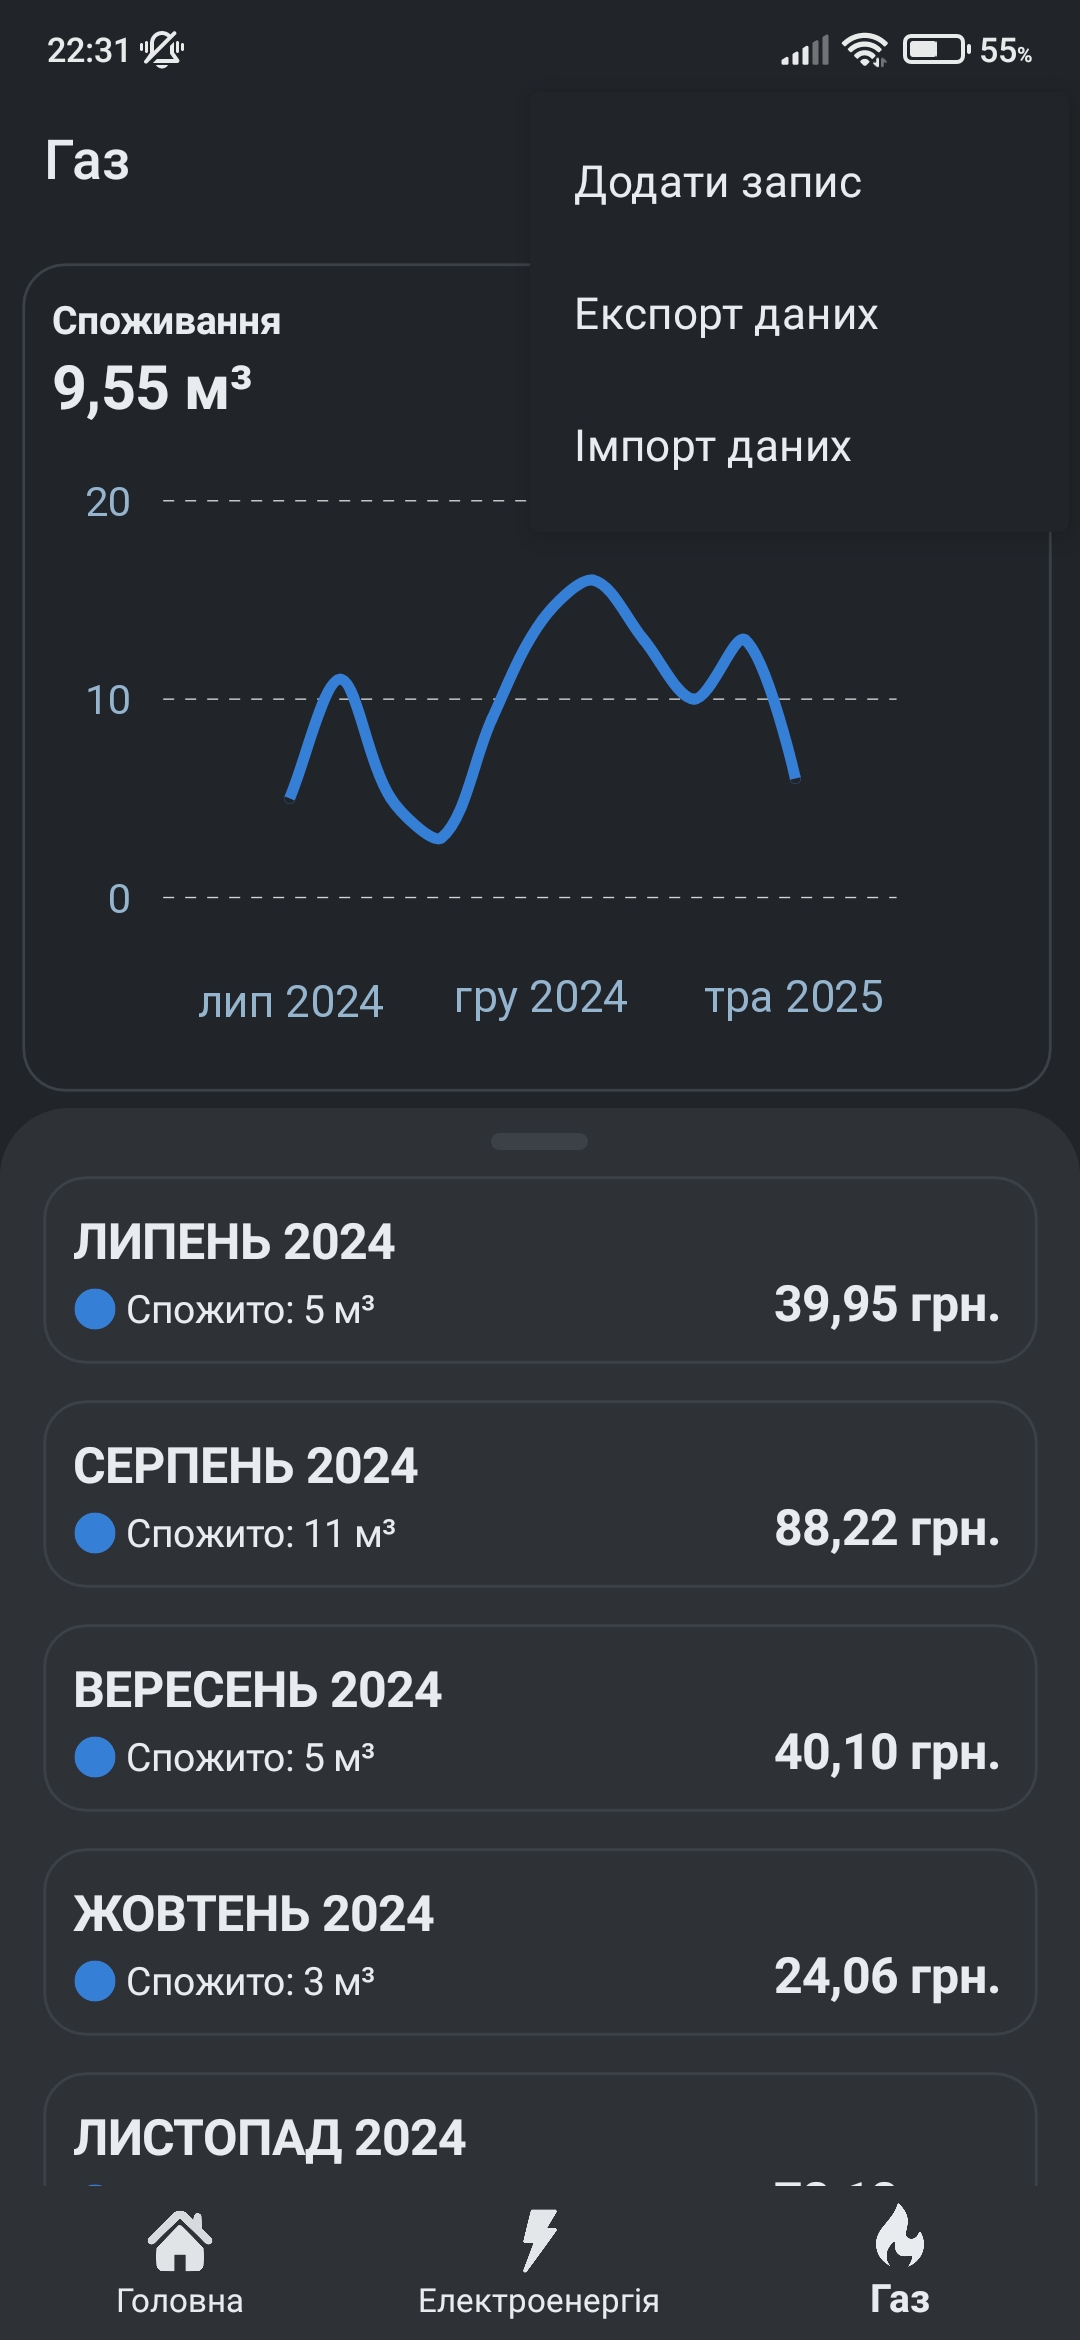 22:31
55%
Газ
Додати запис
Експорт даних
Імпорт даних
Споживання
9,55 м³
20
10
0
лип 2024 гру 2024 тра 2025
ЛИПЕНЬ 2024
Спожито: 5 м³
39,95 грн.
СЕРПЕНЬ 2024
Спожито: 11 м³
88,22 грн.
ВЕРЕСЕНЬ 2024
Спожито: 5 м³
40,10 грн.
ЖОВТЕНЬ 2024
Спожито: 3 м³
24,06 грн.
ЛИСТОПАД 2024
Головна
Електроенергія
Газ